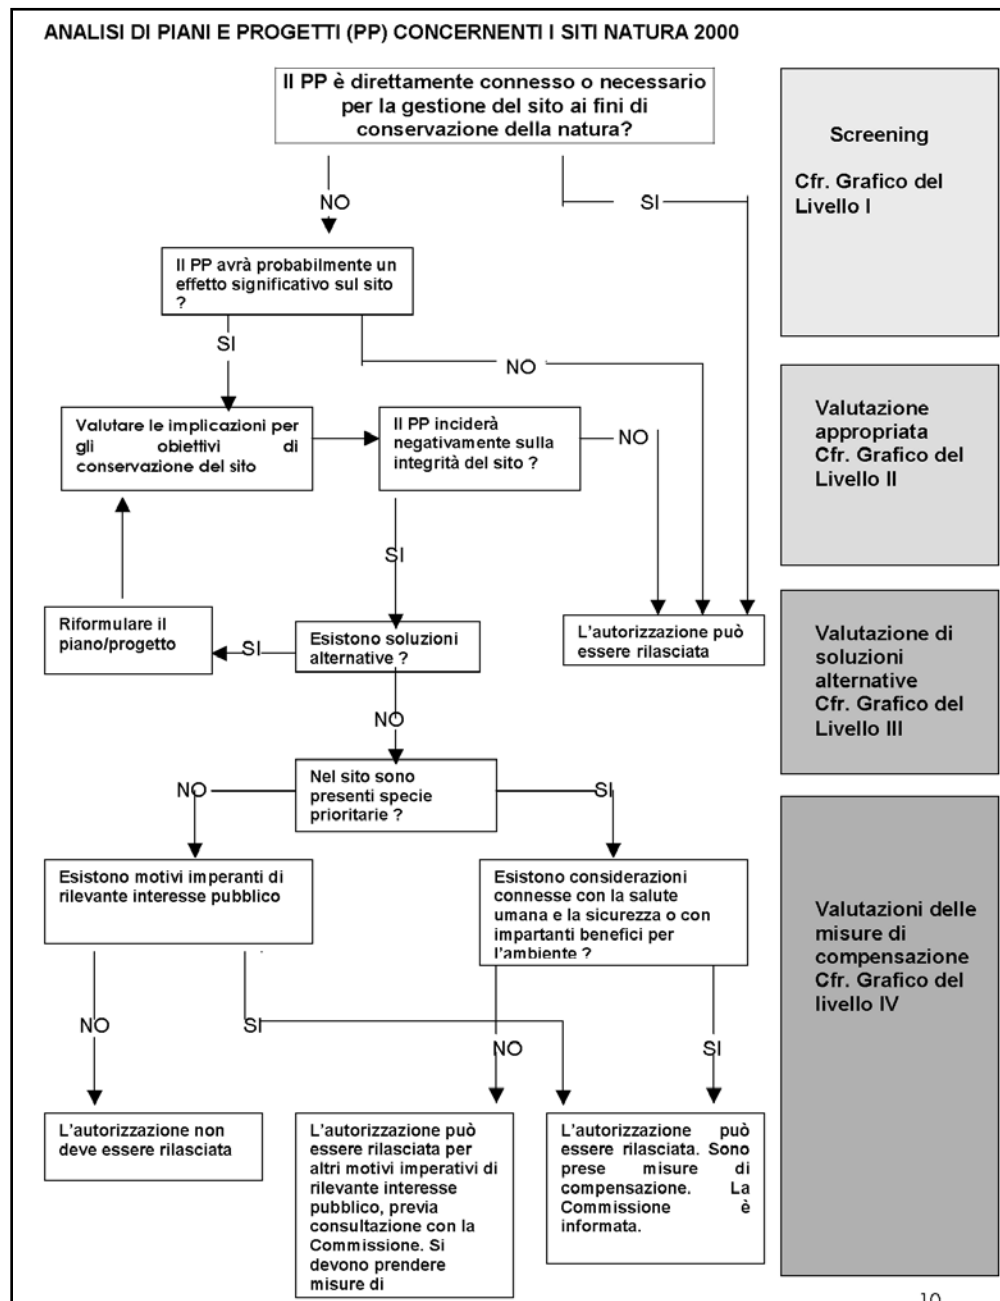 ANALISI DI PIANI E PROGETTI (PP) CONCERNENTI I SITI NATURA 2000
Il PP è direttamente connesso o necessario
per la gestione del sito ai fini di
conservazione della natura?
Screening
Cfr. Grafico del
Livello I
NO
SI
Il PP avrà probabilmente un
effetto significativo sul sito
?
SI
NO
Valutare le implicazioni per
gli obiettivi di
conservazione del sito
Il PP inciderà
negativamente sulla
integrità del sito ?
NO
Valutazione
appropriata
Cfr. Grafico del
Livello II
SI
Riformulare il
piano/progetto
SI
Esistono soluzioni
alternative ?
L'autorizzazione può
essere rilasciata
Valutazione di
soluzioni
alternative
Cfr. Grafico del
Livello III
NO
Nel sito sono
presenti specie
prioritarie ?
NO
SI
Esistono motivi imperanti di
rilevante interesse pubblico
Esistono considerazioni
connesse con la salute
umana e la sicurezza o con
impartanti benefici per
l'ambiente ?
Valutazioni delle
misure di
compensazione
Cfr. Grafico del
livello IV
NO
SI
NO
SI
L'autorizzazione non
deve essere rilasciata
L'autorizzazione può
essere rilasciata per
altri motivi imperativi di
rilevante interesse
pubblico, previa
consultazione con la
Commissione. Si
devono prendere
misure di
L'autorizzazione può
essere rilasciata. Sono
prese misure di
compensazione. La
Commissione è
informata.
10